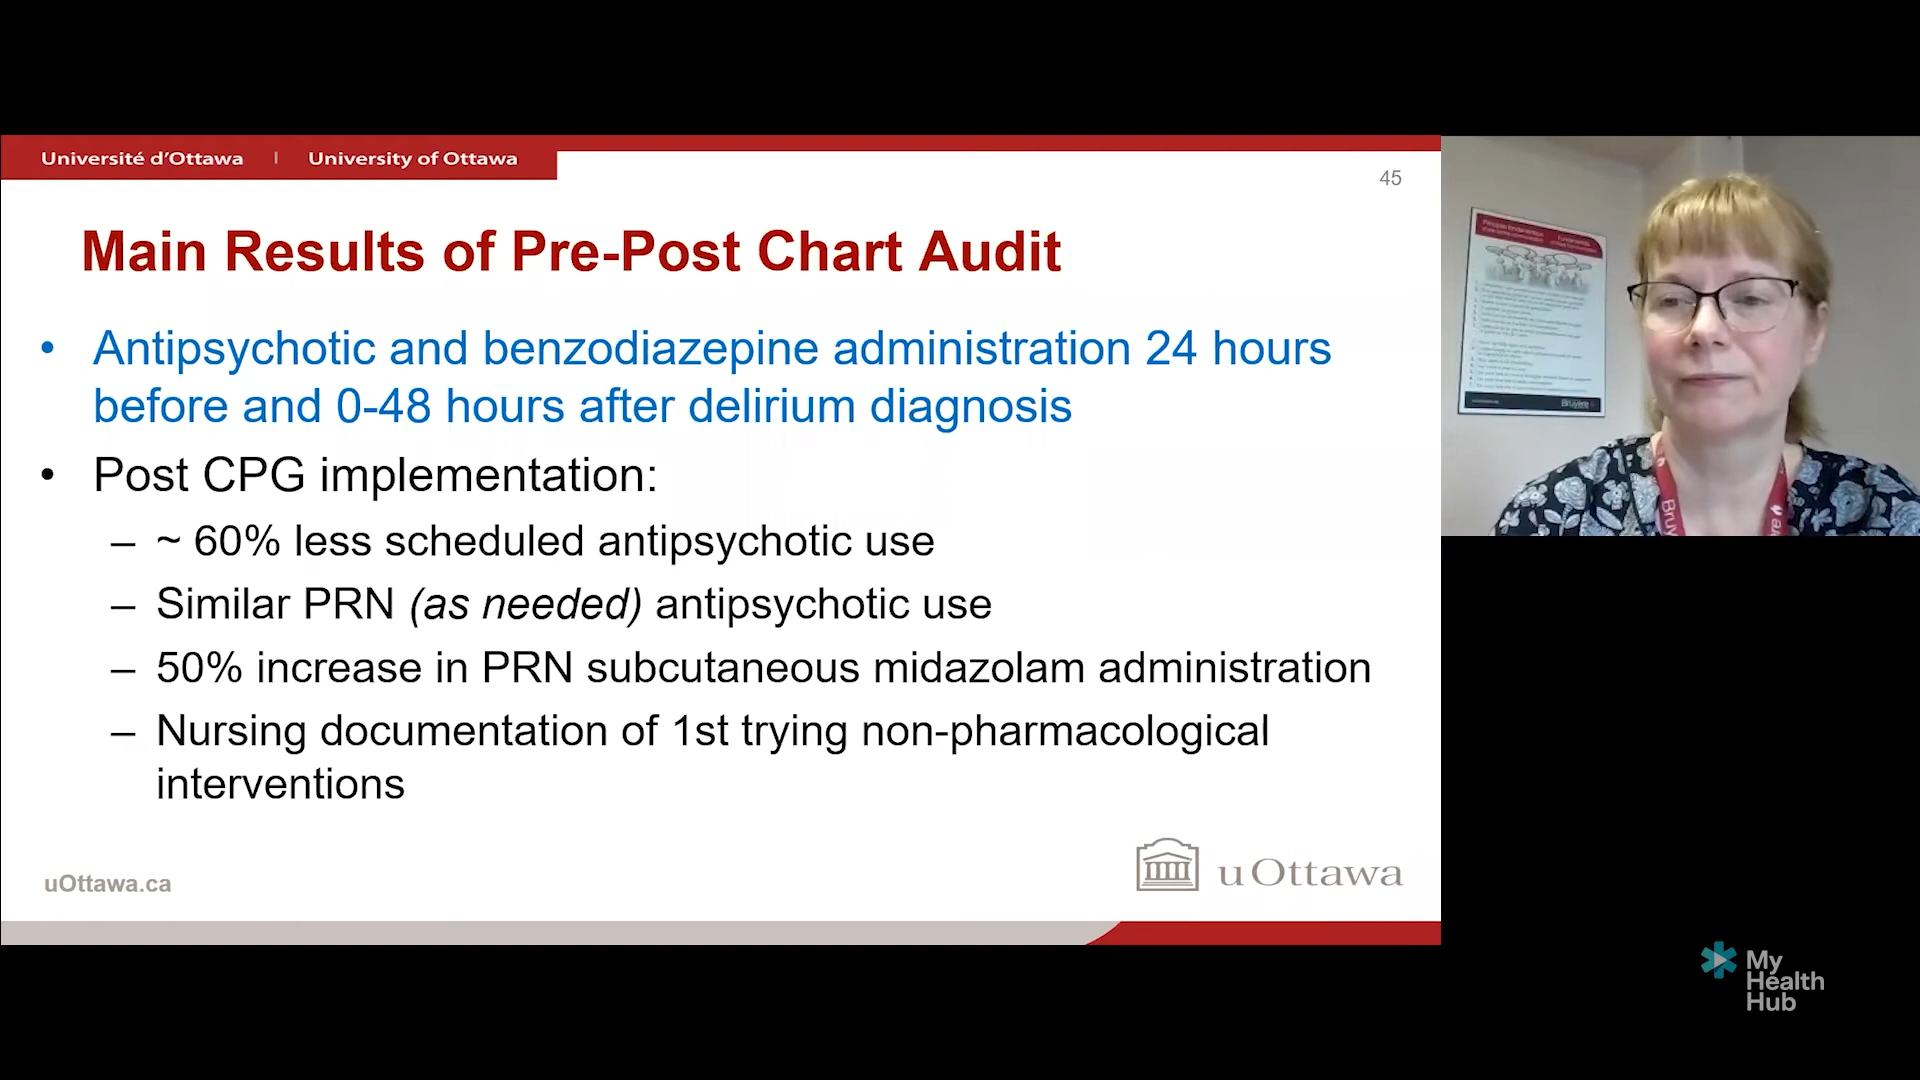 Université d'Ottawa | University of Ottawa
45
Main Results of Pre-Post Chart Audit
• Antipsychotic and benzodiazepine administration 24 hours
before and 0-48 hours after delirium diagnosis
• Post CPG implementation:
– ~ 60% less scheduled antipsychotic use
– Similar PRN (as needed) antipsychotic use
– 50% increase in PRN subcutaneous midazolam administration
– Nursing documentation of 1st trying non-pharmacological
interventions
uOttawa.ca
uOttawa
Bruyère
Bruy
My
Health
Hub